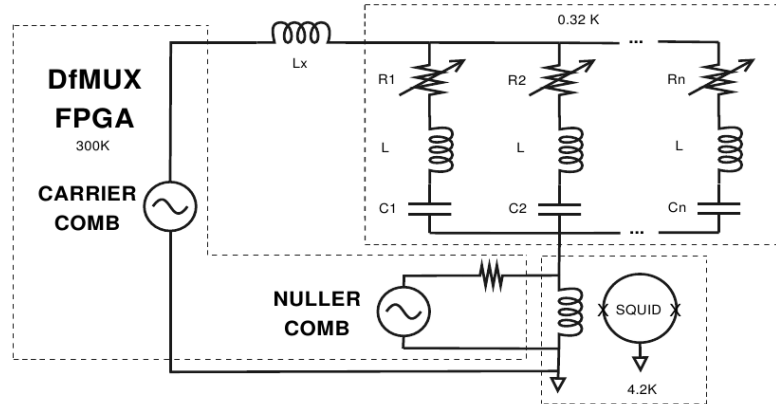 0.32 K
Lx
R1
R2
...
Rn
DfMUX
FPGA
300K
L
L
L
CARRIER
COMB
C1
C2
Cn
...
NULLER
COMB
X SQUID X
4.2K